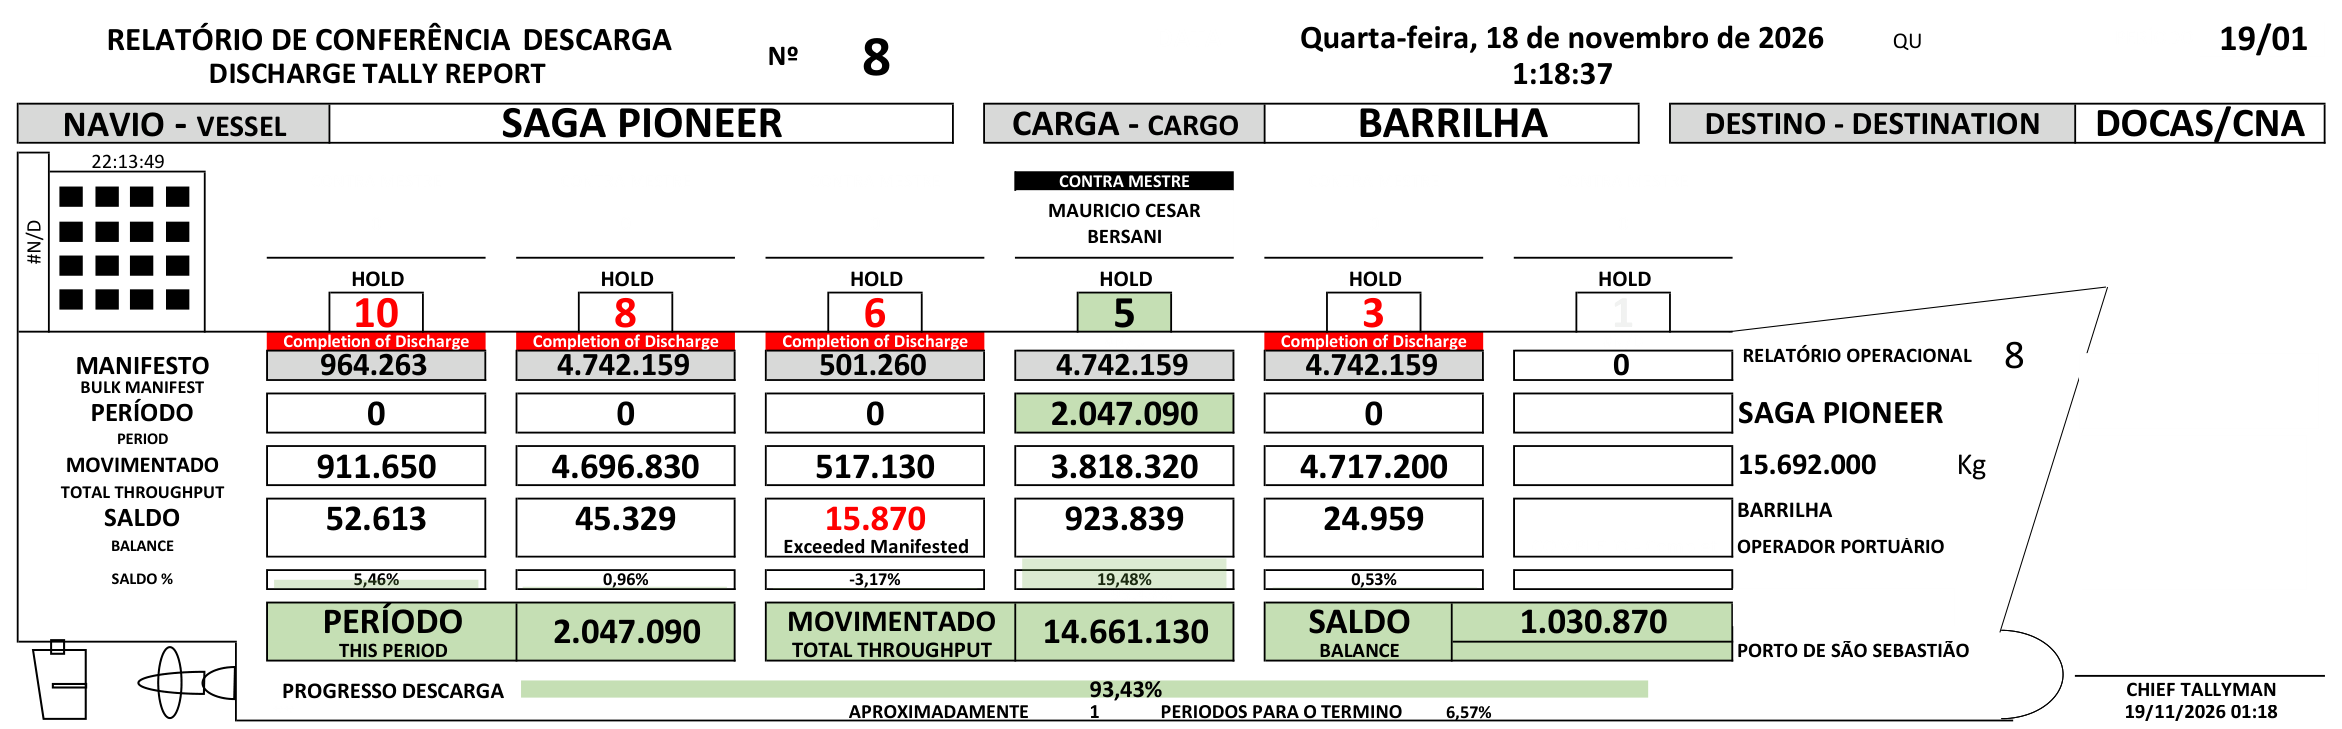 RELATÓRIO DE CONFERÊNCIA DESCARGA
DISCHARGE TALLY REPORT
Nº 8
Quarta-feira, 18 de novembro de 2026
1:18:37
QU
19/01
NAVIO - VESSEL SAGA PIONEER CARGA - CARGO BARRILHA DESTINO - DESTINATION DOCAS/CNA
22:13:49
#N/D
CONTRA MESTRE
MAURICIO CESAR
BERSANI
HOLD HOLD HOLD HOLD HOLD HOLD
10 8 6 5 3 1
Completion of Discharge Completion of Discharge Completion of Discharge Completion of Discharge
MANIFESTO 964.263 4.742.159 501.260 4.742.159 4.742.159 0 RELATÓRIO OPERACIONAL 8
BULK MANIFEST
PERÍODO 0 0 0 2.047.090 0 SAGA PIONEER
PERIOD
MOVIMENTADO 911.650 4.696.830 517.130 3.818.320 4.717.200 15.692.000 Kg
TOTAL THROUGHPUT
SALDO 52.613 45.329 15.870 923.839 24.959 BARRILHA
BALANCE Exceeded Manifested OPERADOR PORTUÀRIO
SALDO % 5,46% 0,96% -3,17% 19,48% 0,53%
PERÍODO 2.047.090 MOVIMENTADO 14.661.130 SALDO 1.030.870
THIS PERIOD TOTAL THROUGHPUT BALANCE PORTO DE SÃO SEBASTIÃO
PROGRESSO DESCARGA 93,43%
APROXIMADAMENTE 1 PERIODOS PARA O TERMINO 6,57%
CHIEF TALLYMAN
19/11/2026 01:18